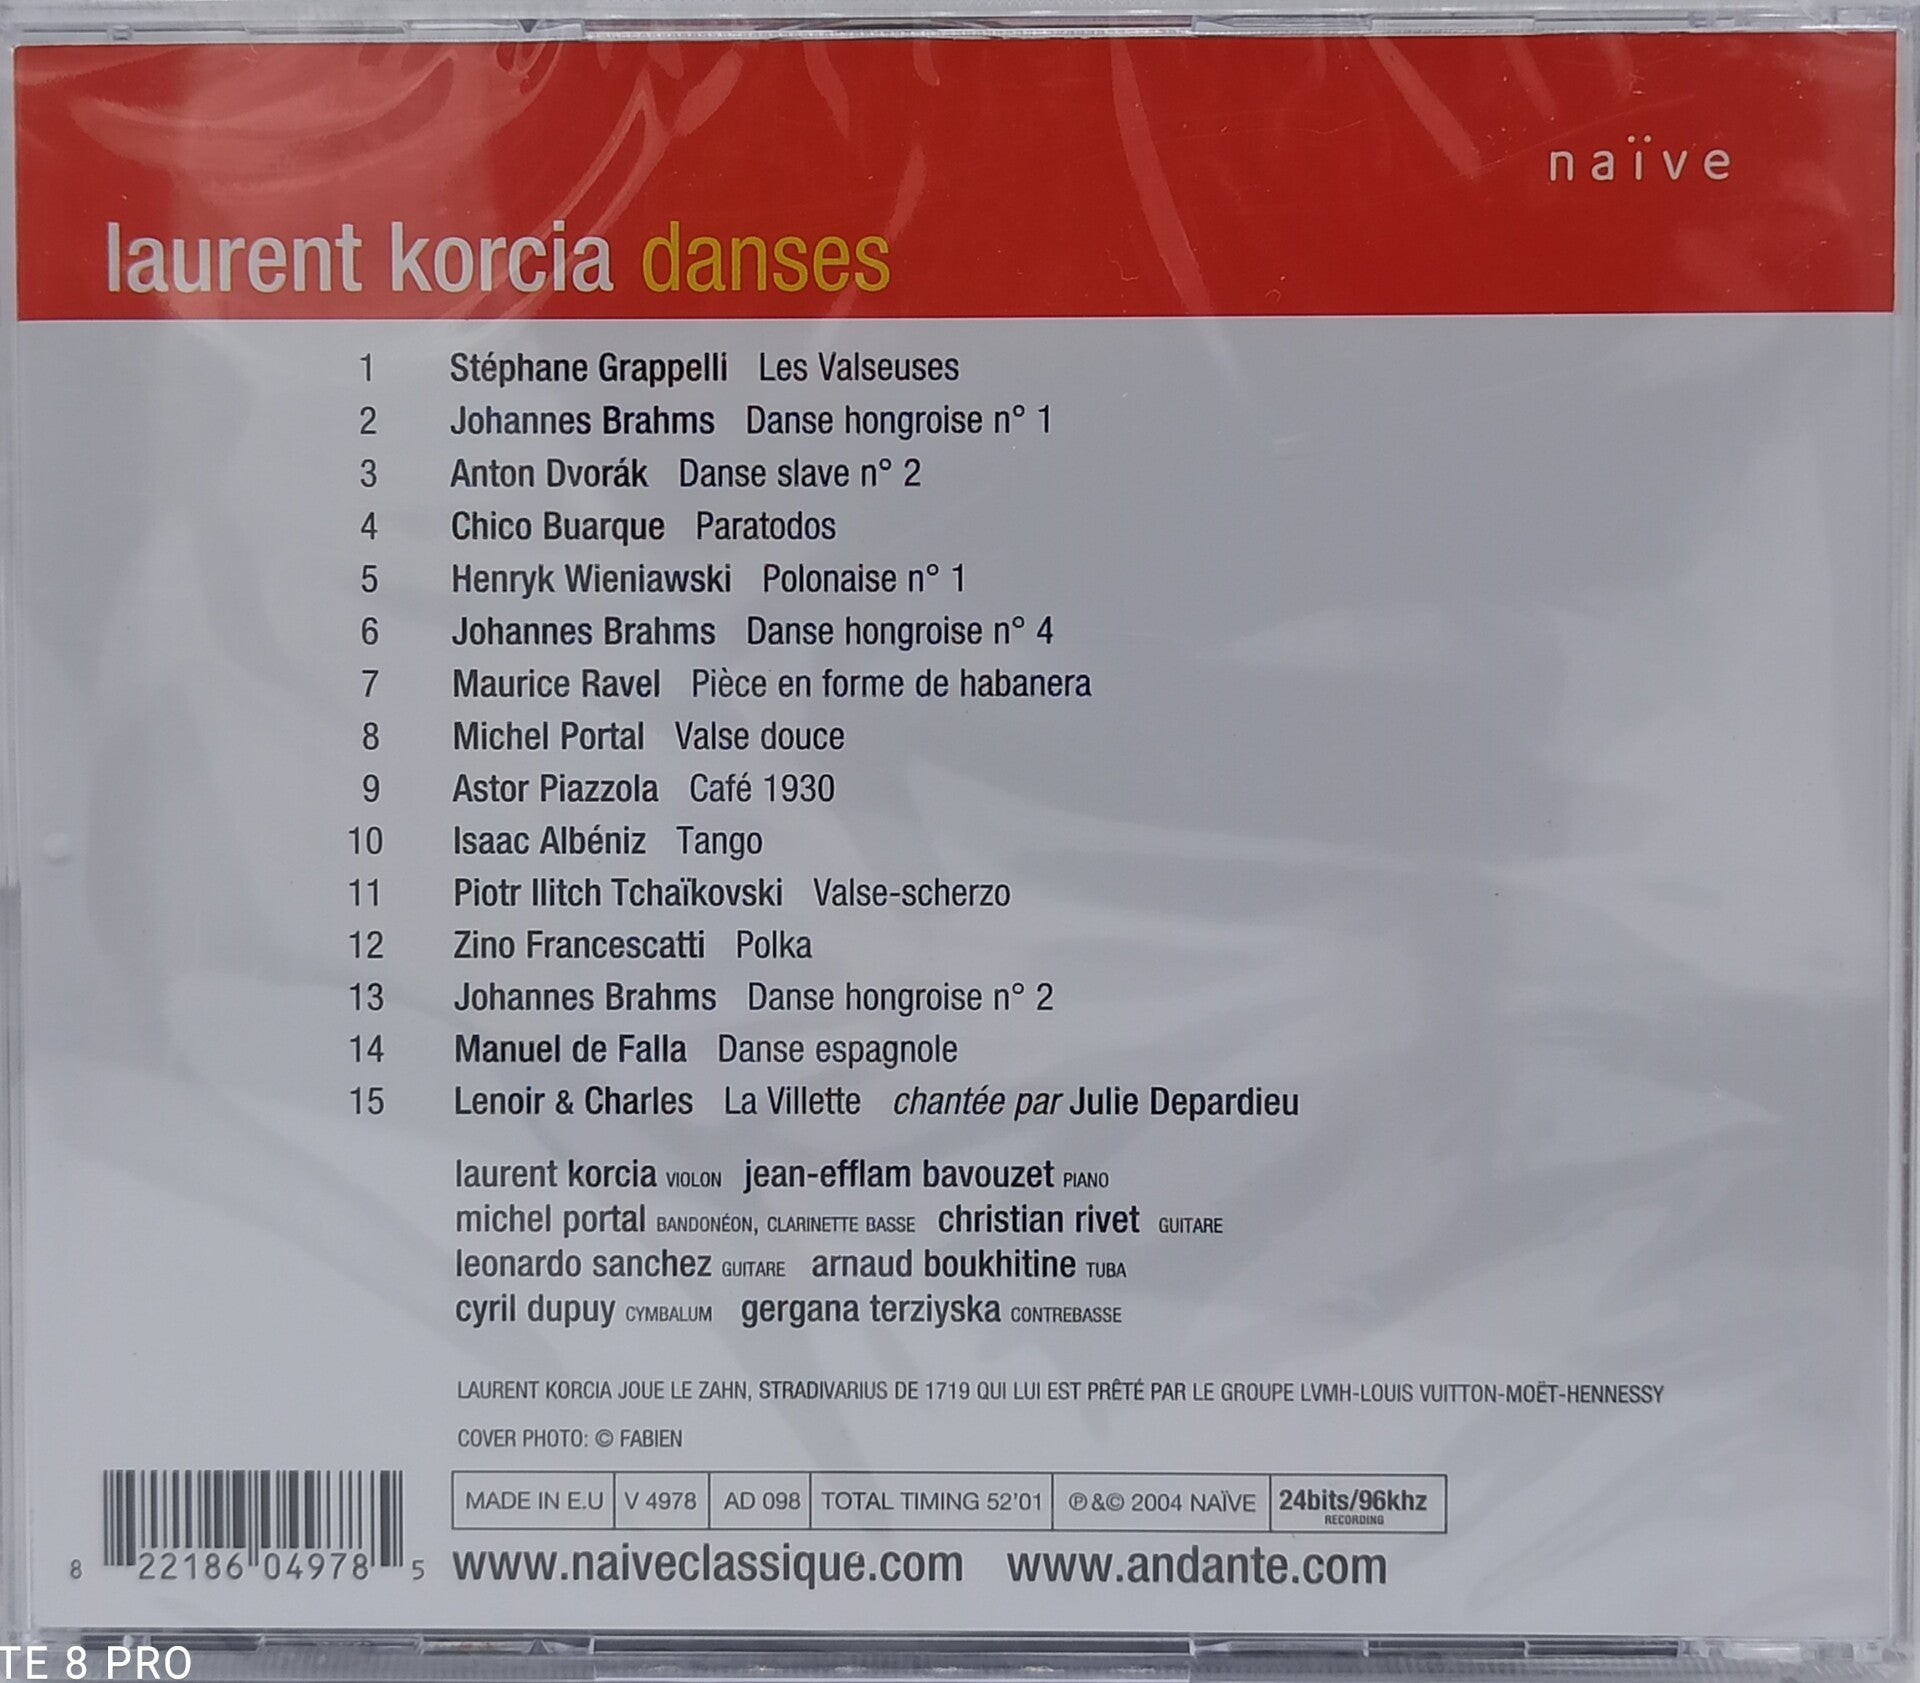 naïve
laurent korcia danses
1 Stéphane Grappelli Les Valseuses
2 Johannes Brahms Danse hongroise n° 1
3 Anton Dvorák Danse slave n° 2
4 Chico Buarque Paratodos
5 Henryk Wieniawski Polonaise n° 1
6 Johannes Brahms Danse hongroise n° 4
7 Maurice Ravel Pièce en forme de habanera
8 Michel Portal Valse douce
9 Astor Piazzola Café 1930
10 Isaac Albéniz Tango
11 Piotr Ilitch Tchaïkovski Valse-scherzo
12 Zino Francescatti Polka
13 Johannes Brahms Danse hongroise n° 2
14 Manuel de Falla Danse espagnole
15 Lenoir & Charles La Villette chantée par Julie Depardieu
laurent korcia VIOLON jean-efflam bavouzet PIANO
michel portal BANDONÉON, CLARINETTE BASSE christian rivet GUITARE
leonardo sanchez GUITARE arnaud boukhitine TUBA
cyril dupuy CYMBALUM gergana terziyska CONTREBASSE
LAURENT KORCIA JOUE LE ZAHN, STRADIVARIUS DE 1719 QUI LUI EST PRÊTÉ PAR LE GROUPE LVMH-LOUIS VUITTON-MOËT-HENNESSY
COVER PHOTO: © FABIEN
MADE IN E.U V 4978 AD 098 TOTAL TIMING 52'01 ℗&© 2004 NAÏVE 24bits/96khz RECORDING
8 22186 04978 5
www.naiveclassique.com www.andante.com
TE 8 PRO